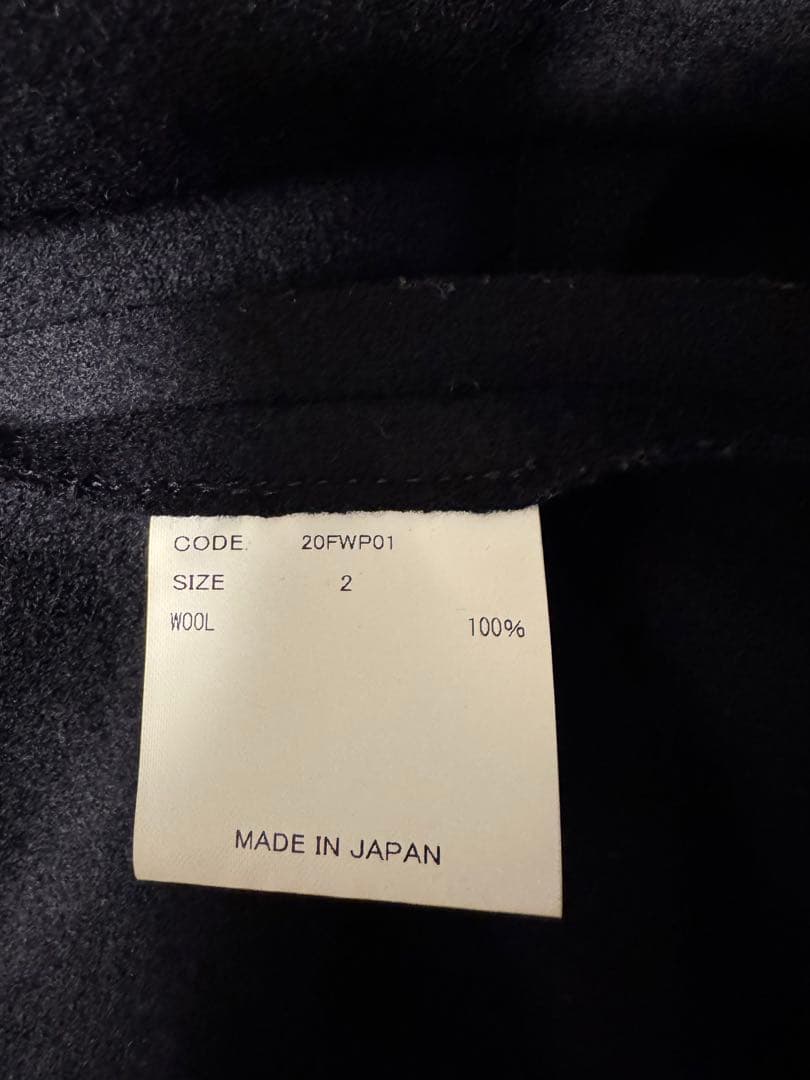 CODE. 20FWP01
SIZE 2
WOOL 100%
MADE IN JAPAN